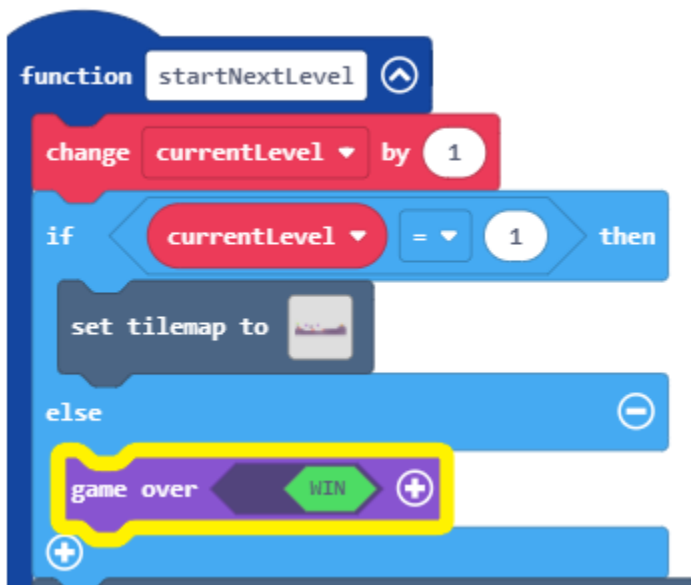 function startNextLevel
change currentLevel by 1
if currentLevel = 1 then
set tilemap to
else
game over WIN